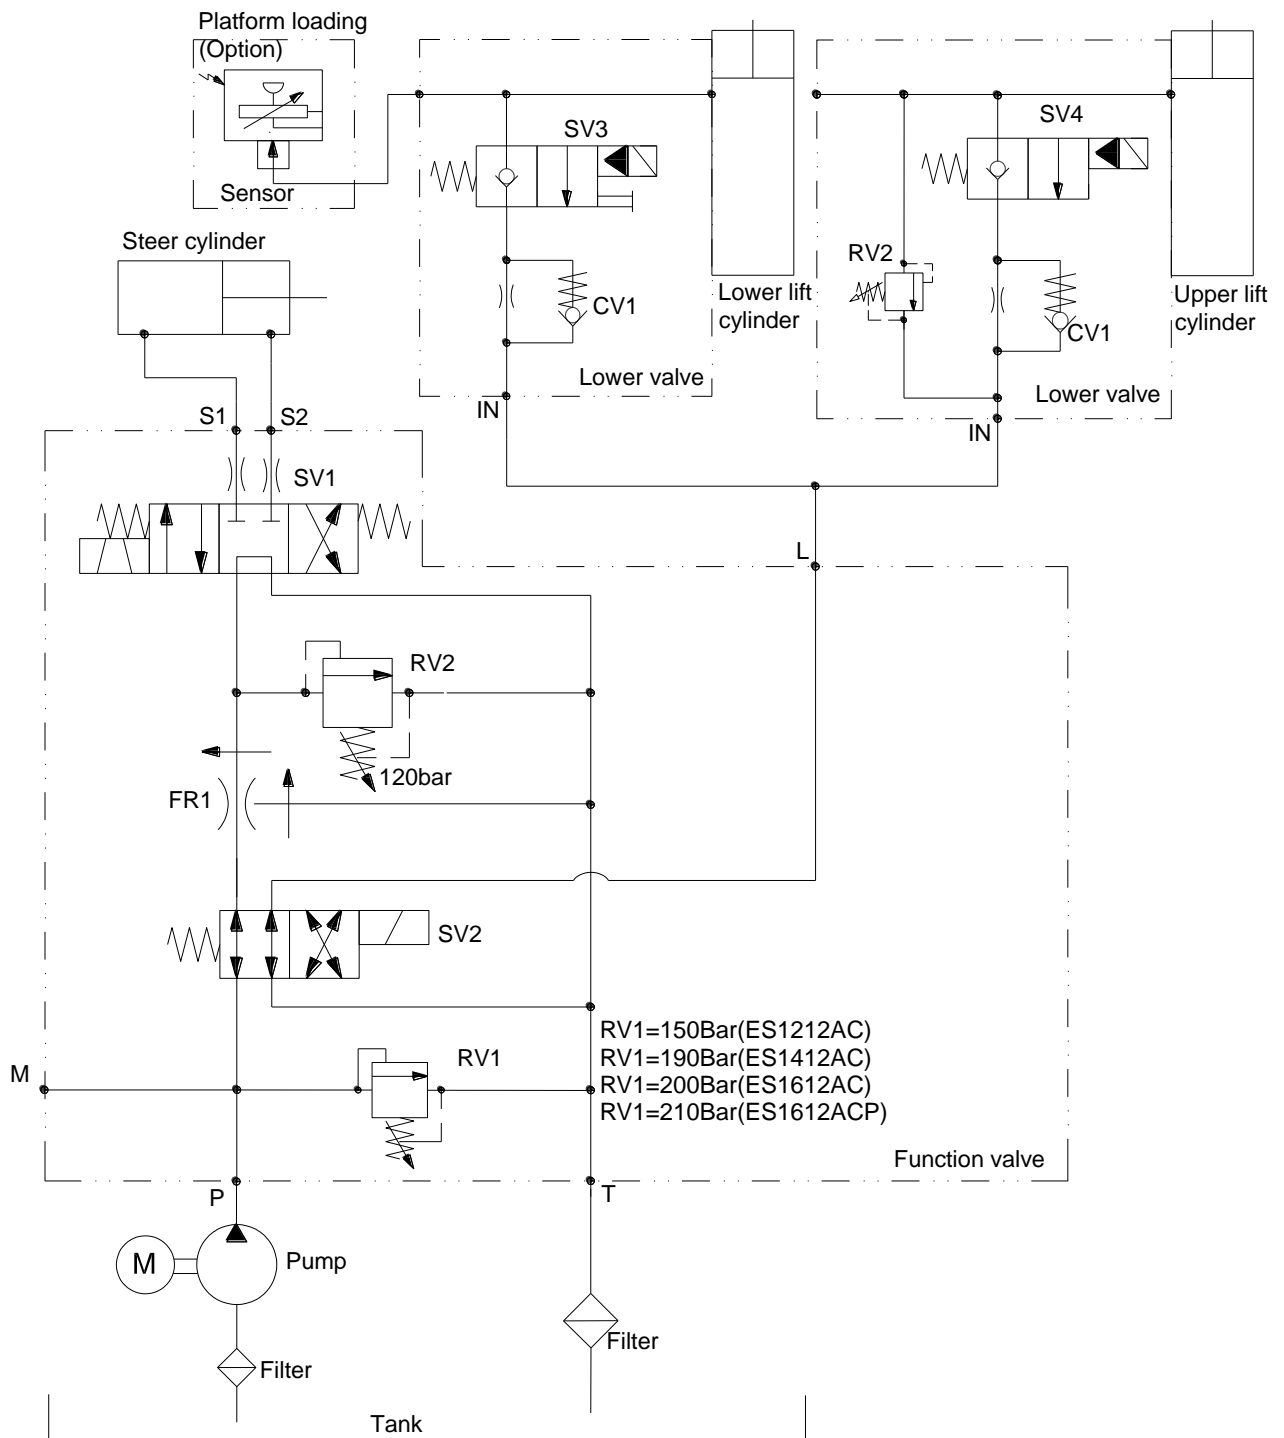 Platform loading
(Option)
SV3
SV4
Sensor
Steer cylinder
RV2
CV1
Lower lift
cylinder
CV1
Upper lift
cylinder
Lower valve
Lower valve
IN
IN
S1
S2
SV1
L
RV2
120bar
FR1
SV2
RV1=150Bar(ES1212AC)
RV1=190Bar(ES1412AC)
RV1=200Bar(ES1612AC)
RV1=210Bar(ES1612ACP)
RV1
M
Function valve
P
T
M
Pump
Filter
Filter
Tank